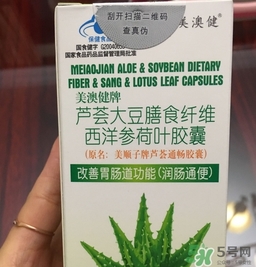 刮开扫描二维码
查真伪
美澳健
保健食品
国家食品药品监督管理局批准
MEIAOJIAN ALOE & SOYBEAN DIETARY
FIBER & SANG & LOTUS LEAF CAPSULES
美澳健牌
芦荟大豆膳食纤维
西洋参荷叶胶囊
(原名: 美顺子牌芦荟通畅胶囊)
改善胃肠道功能 (润肠通便)
5号网